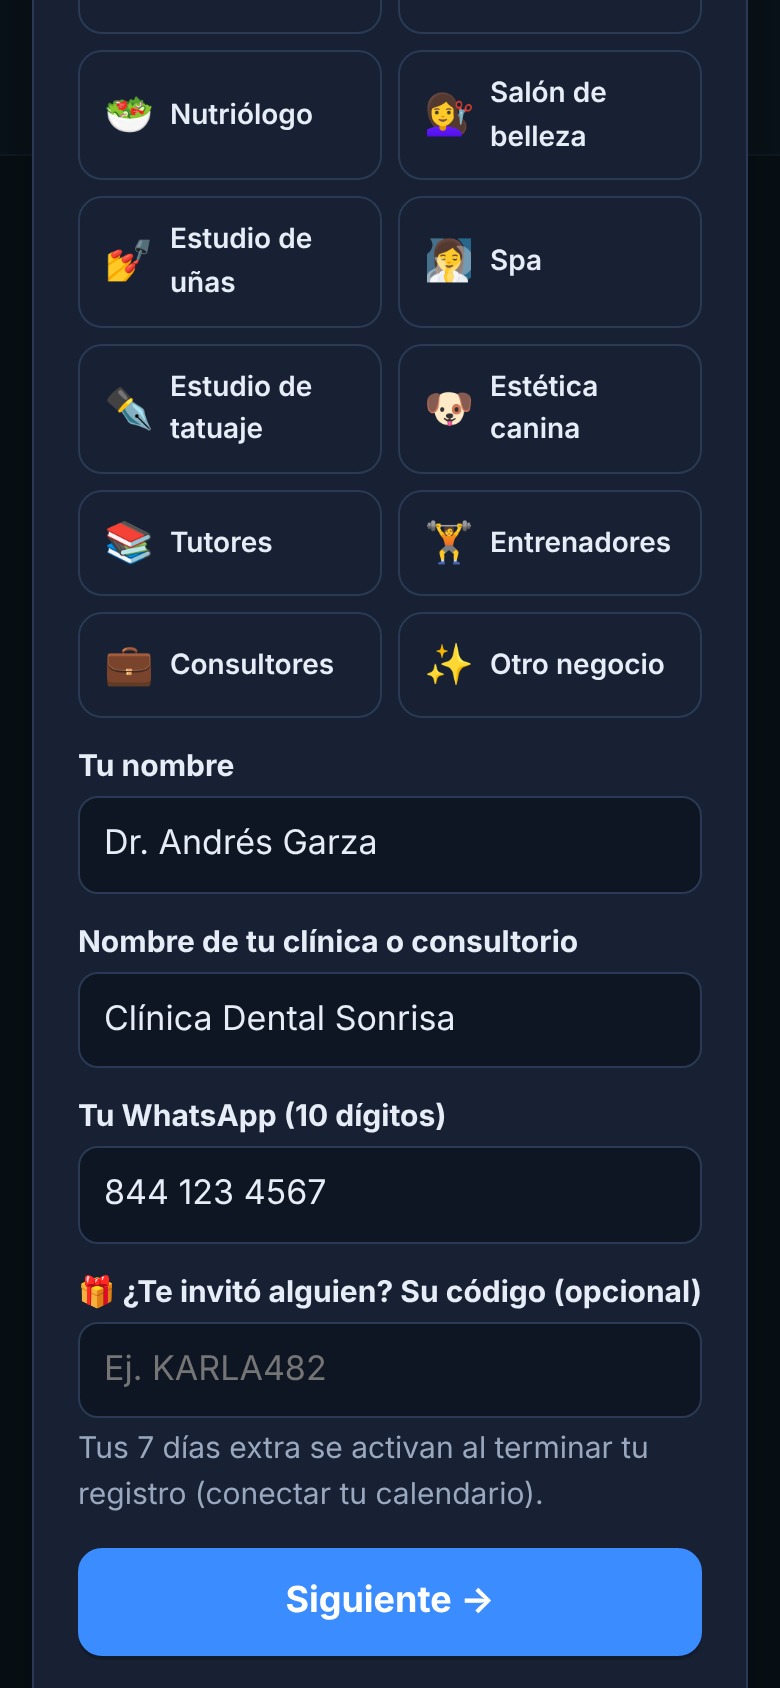 Nutriólogo
Salón de
belleza
Estudio de
uñas
Spa
Estudio de
tatuaje
Estética
canina
Tutores
Entrenadores
Consultores
Otro negocio
Tu nombre
Dr. Andrés Garza
Nombre de tu clínica o consultorio
Clínica Dental Sonrisa
Tu WhatsApp (10 dígitos)
844 123 4567
🎁 ¿Te invitó alguien? Su código (opcional)
Ej. KARLA482
Tus 7 días extra se activan al terminar tu
registro (conectar tu calendario).
Siguiente →